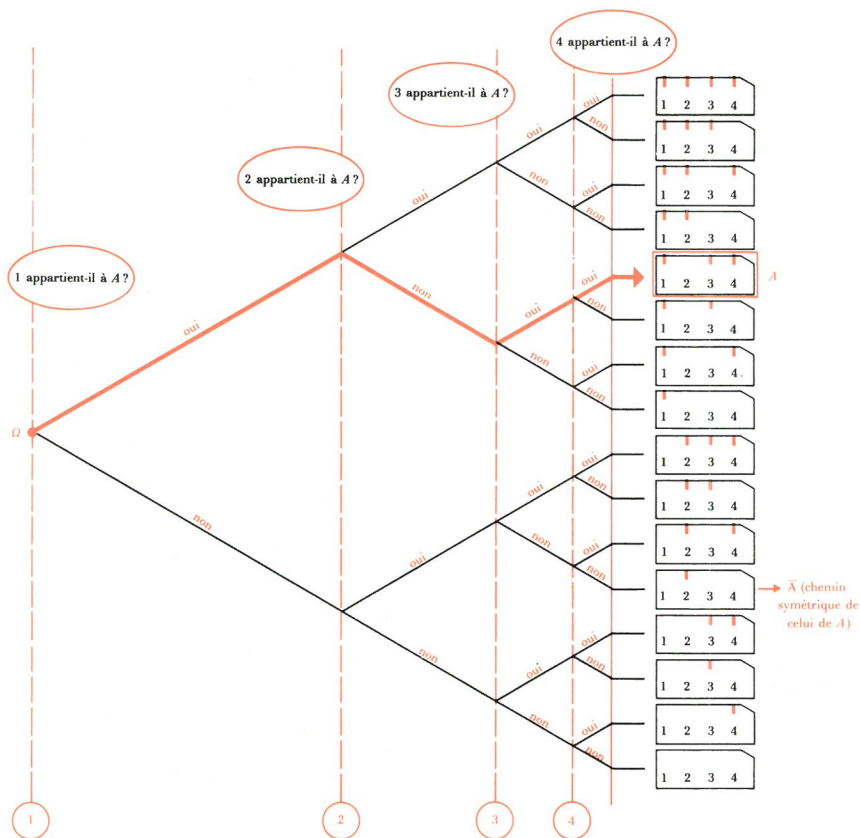 4 appartient-il à A ?
3 appartient-il à A ?
2 appartient-il à A ?
1 appartient-il à A ?
Ω
oui
non
oui
non
oui
non
oui
non
oui
non
oui
non
oui
non
oui
non
oui
non
oui
non
oui
non
oui
non
oui
non
oui
non
oui
non
1 2 3 4
1 2 3 4
1 2 3 4
1 2 3 4
1 2 3 4 A
1 2 3 4
1 2 3 4
1 2 3 4
1 2 3 4
1 2 3 4
1 2 3 4
1 2 3 4
A̅ (chemin
symétrique de
celui de A)
1 2 3 4
1 2 3 4
1 2 3 4
1 2 3 4
1
2
3
4